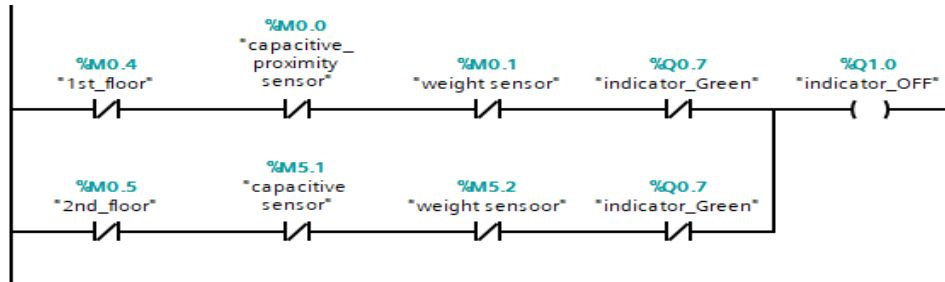 %M0.0
"capacitive_
%M0.4
proximity
%M0.1
%Q0.7
%Q1.0
"1st_floor"
sensor"
"weight sensor"
"indicator_Green"
"indicator_OFF"
%M5.1
%M0.5
"capacitive
%M5.2
%Q0.7
"2nd_floor"
sensor"
"weight sensoor"
"indicator_Green"